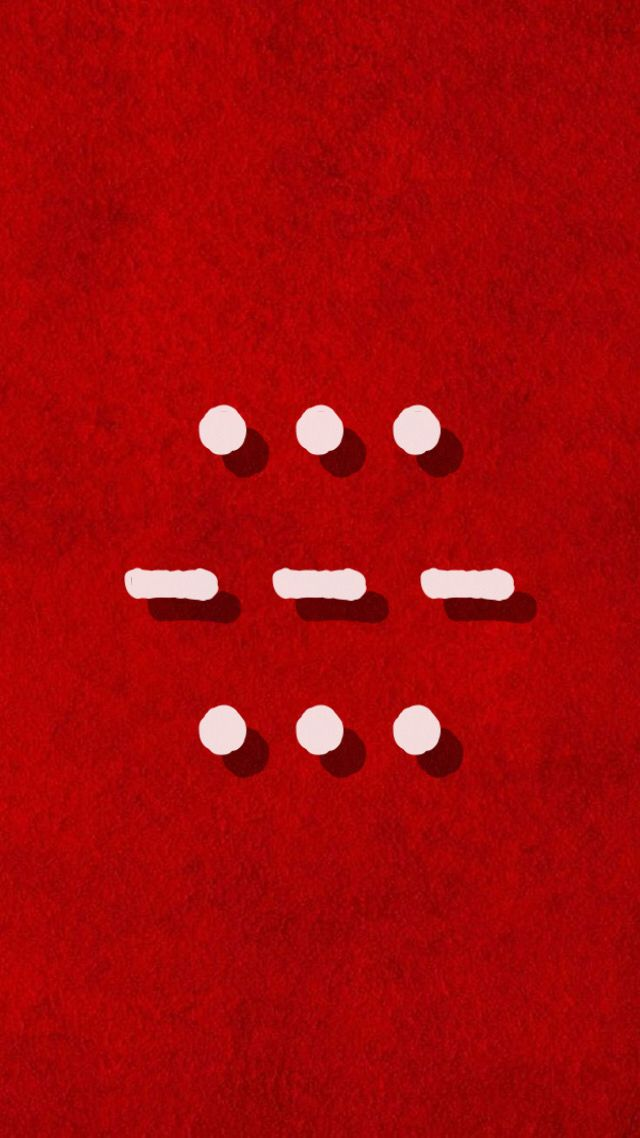 • • •
— — —
• • •